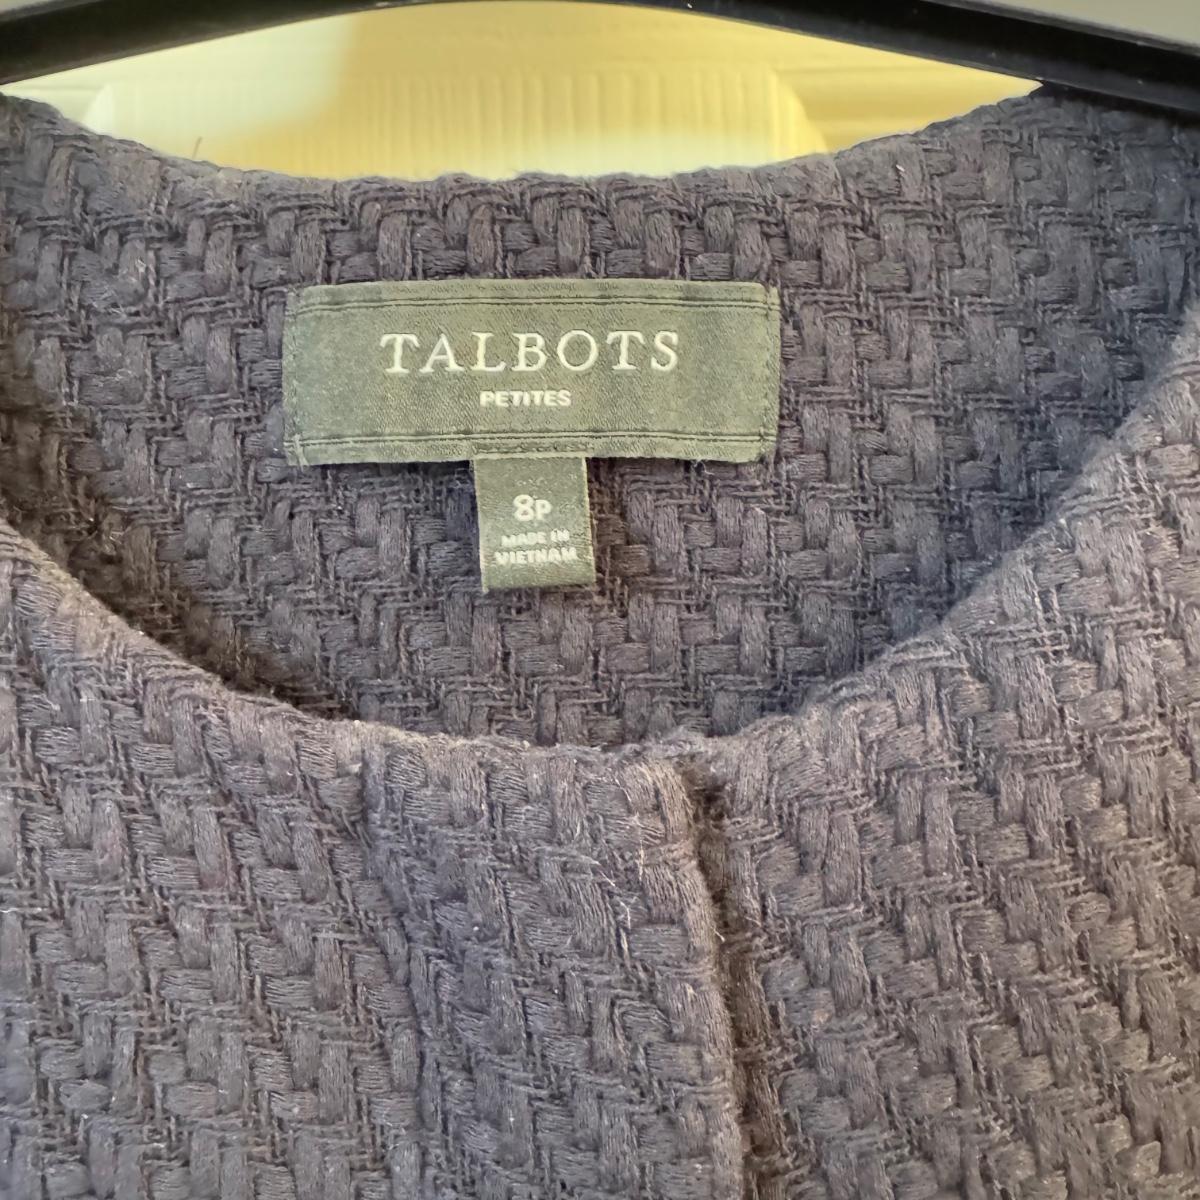 TALBOTS
PETITES
8P
MADE IN
VIETNAM